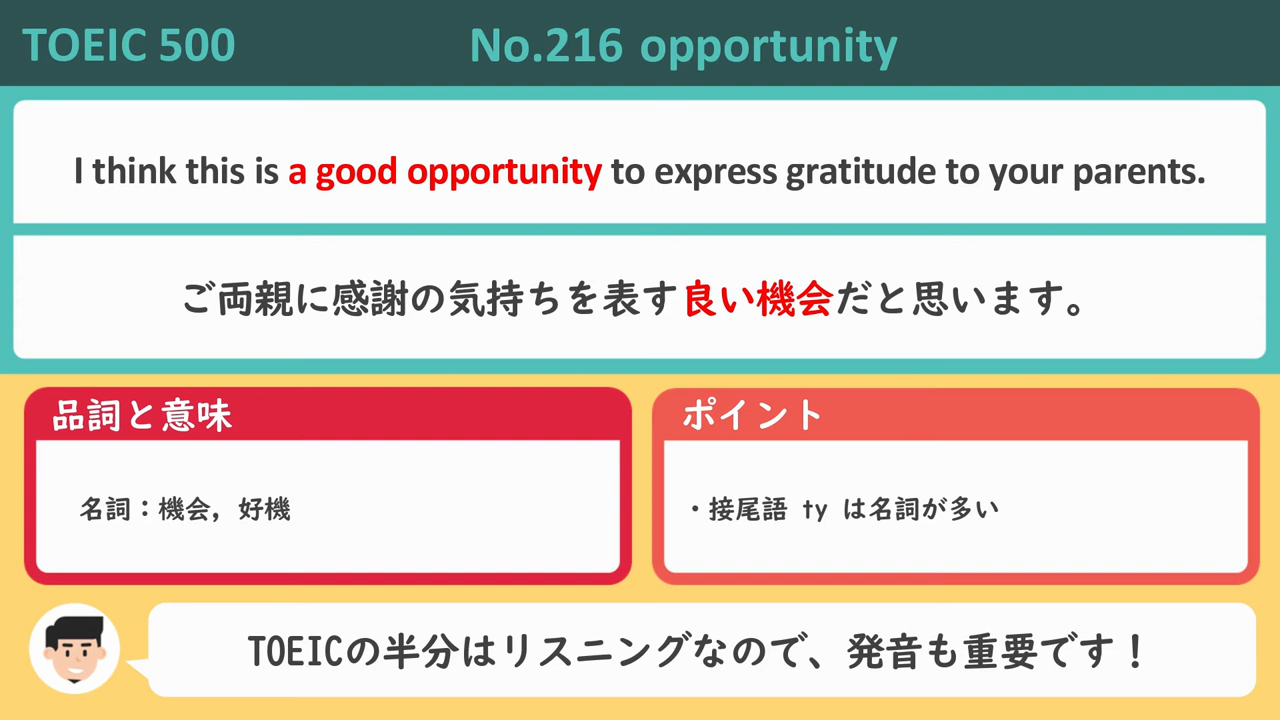 TOEIC 500
No.216 opportunity
I think this is a good opportunity to express gratitude to your parents.
ご両親に感謝の気持ちを表す良い機会だと思います。
品詞と意味
名詞：機会，好機
ポイント
・接尾語 ty は名詞が多い
TOEICの半分はリスニングなので、発音も重要です！